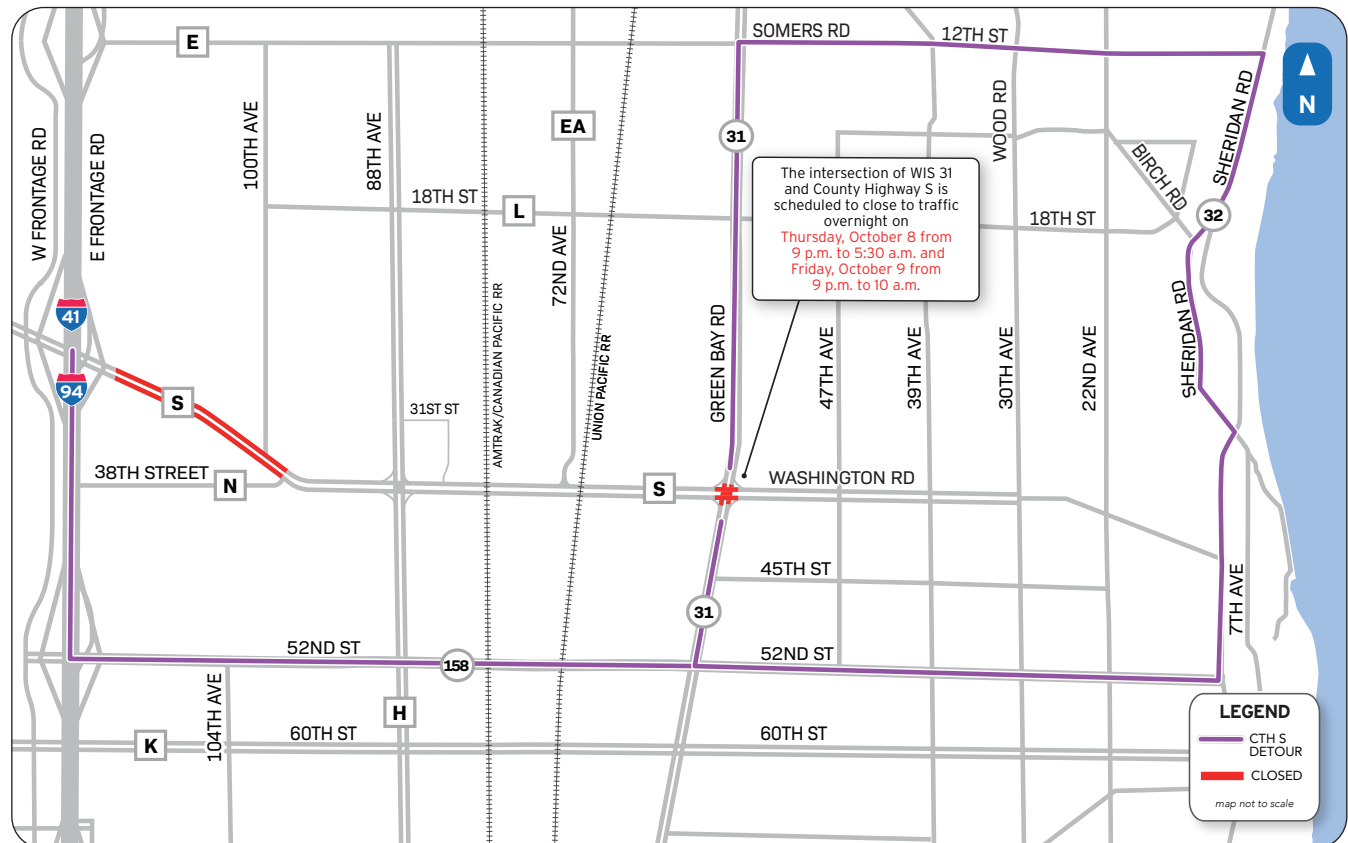 E
SOMERS RD
12TH ST
N
W FRONTAGE RD
E FRONTAGE RD
100TH AVE
88TH AVE
EA
31
WOOD RD
BIRCH RD
SHERIDAN RD
32
18TH ST
L
18TH ST
72ND AVE
The intersection of WIS 31
and County Highway S is
scheduled to close to traffic
overnight on
Thursday, October 8 from
9 p.m. to 5:30 a.m. and
Friday, October 9 from
9 p.m. to 10 a.m.
41
94
S
31ST ST
AMTRAK/CANADIAN PACIFIC RR
UNION PACIFIC RR
GREEN BAY RD
47TH AVE
39TH AVE
30TH AVE
22ND AVE
SHERIDAN RD
38TH STREET
N
S
WASHINGTON RD
45TH ST
31
7TH AVE
52ND ST
158
52ND ST
104TH AVE
H
K
60TH ST
60TH ST
LEGEND
CTH S
DETOUR
CLOSED
map not to scale